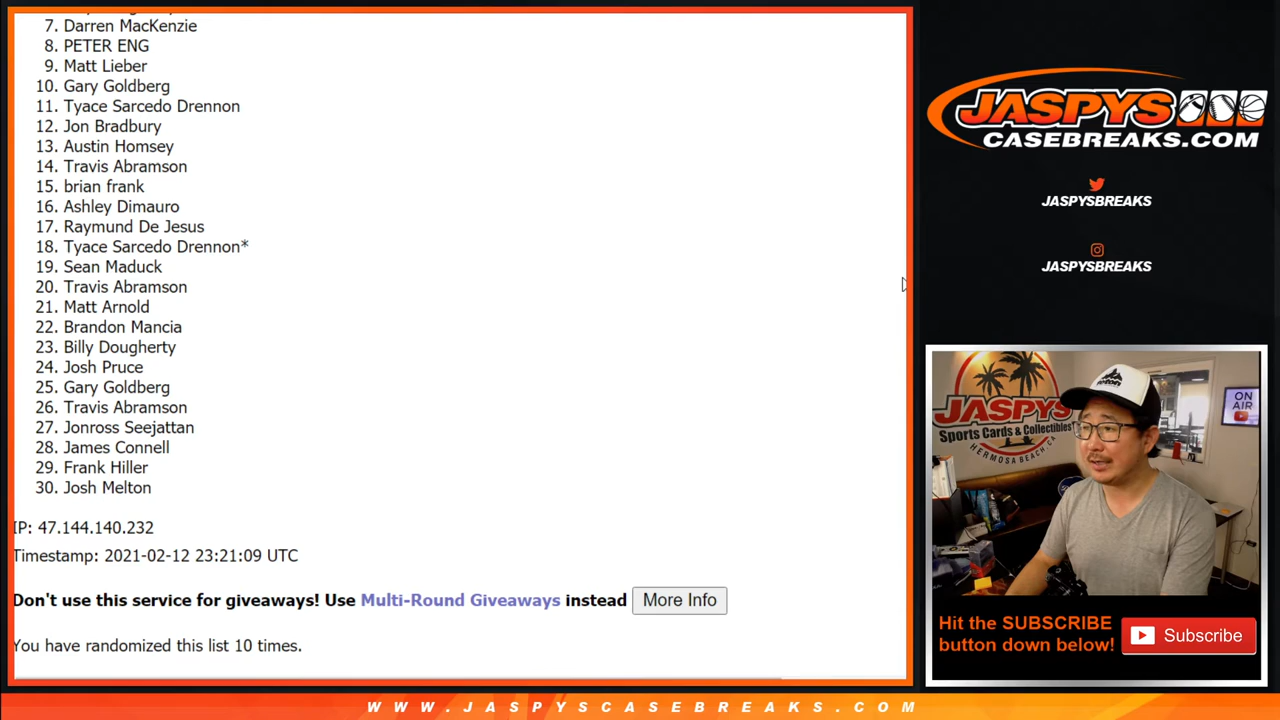 7. Darren MacKenzie
8. PETER ENG
9. Matt Lieber
10. Gary Goldberg
11. Tyace Sarcedo Drennon
12. Jon Bradbury
13. Austin Homsey
14. Travis Abramson
15. brian frank
16. Ashley Dimauro
17. Raymund De Jesus
18. Tyace Sarcedo Drennon*
19. Sean Maduck
20. Travis Abramson
21. Matt Arnold
22. Brandon Mancia
23. Billy Dougherty
24. Josh Pruce
25. Gary Goldberg
26. Travis Abramson
27. Jonross Seejattan
28. James Connell
29. Frank Hiller
30. Josh Melton
IP: 47.144.140.232
Timestamp: 2021-02-12 23:21:09 UTC
Don't use this service for giveaways! Use Multi-Round Giveaways instead More Info
You have randomized this list 10 times.
JASPYS
CASEBREAKS.COM
JASPYSBREAKS
JASPYSBREAKS
JASPYS
Sports Cards & Collectibles
HERMOSA BEACH, CA
ON
AIR
Hit the SUBSCRIBE
button down below!
Subscribe
WWW.JASPYSCASEBREAKS.COM